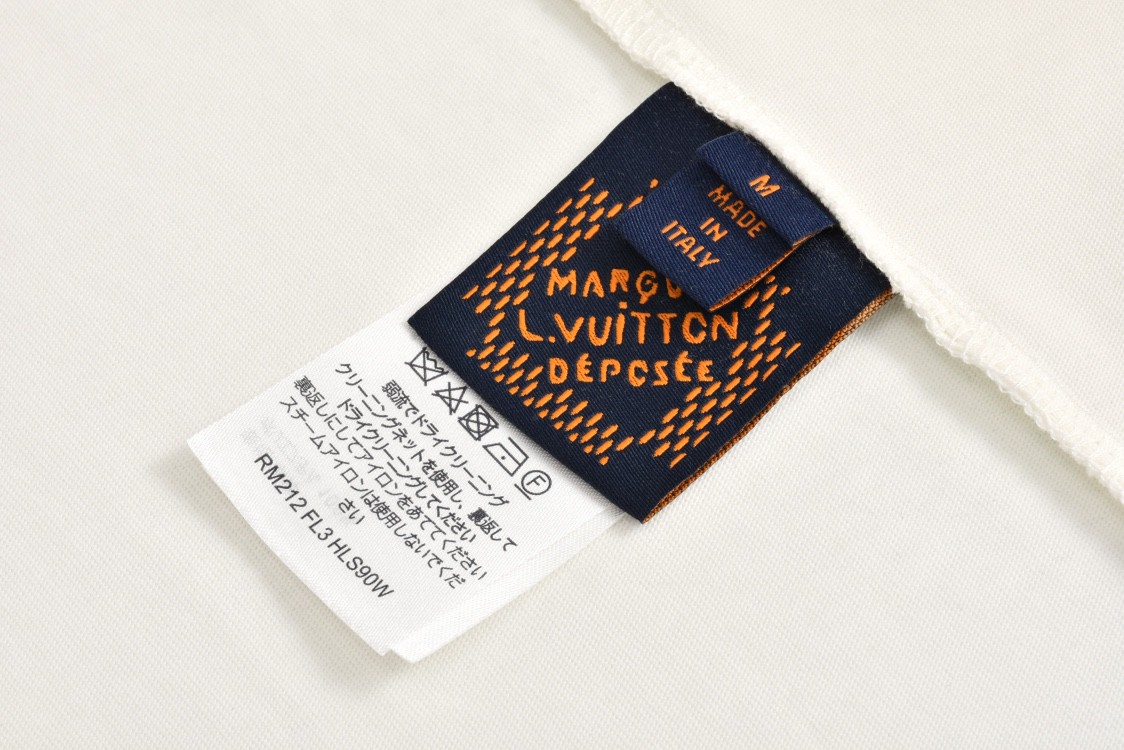 M
MADE
IN
ITALY
MARQU
L.VUITTON
DÉPOSÉE
F
弱流でドライクリーニング
クリーニングネットを使用し、裏返して
ドライクリーニングしてください
裏返しにしてアイロンをあててください
スチームアイロンは使用しないでくだ
さい
RM212 FL3 HLS90W